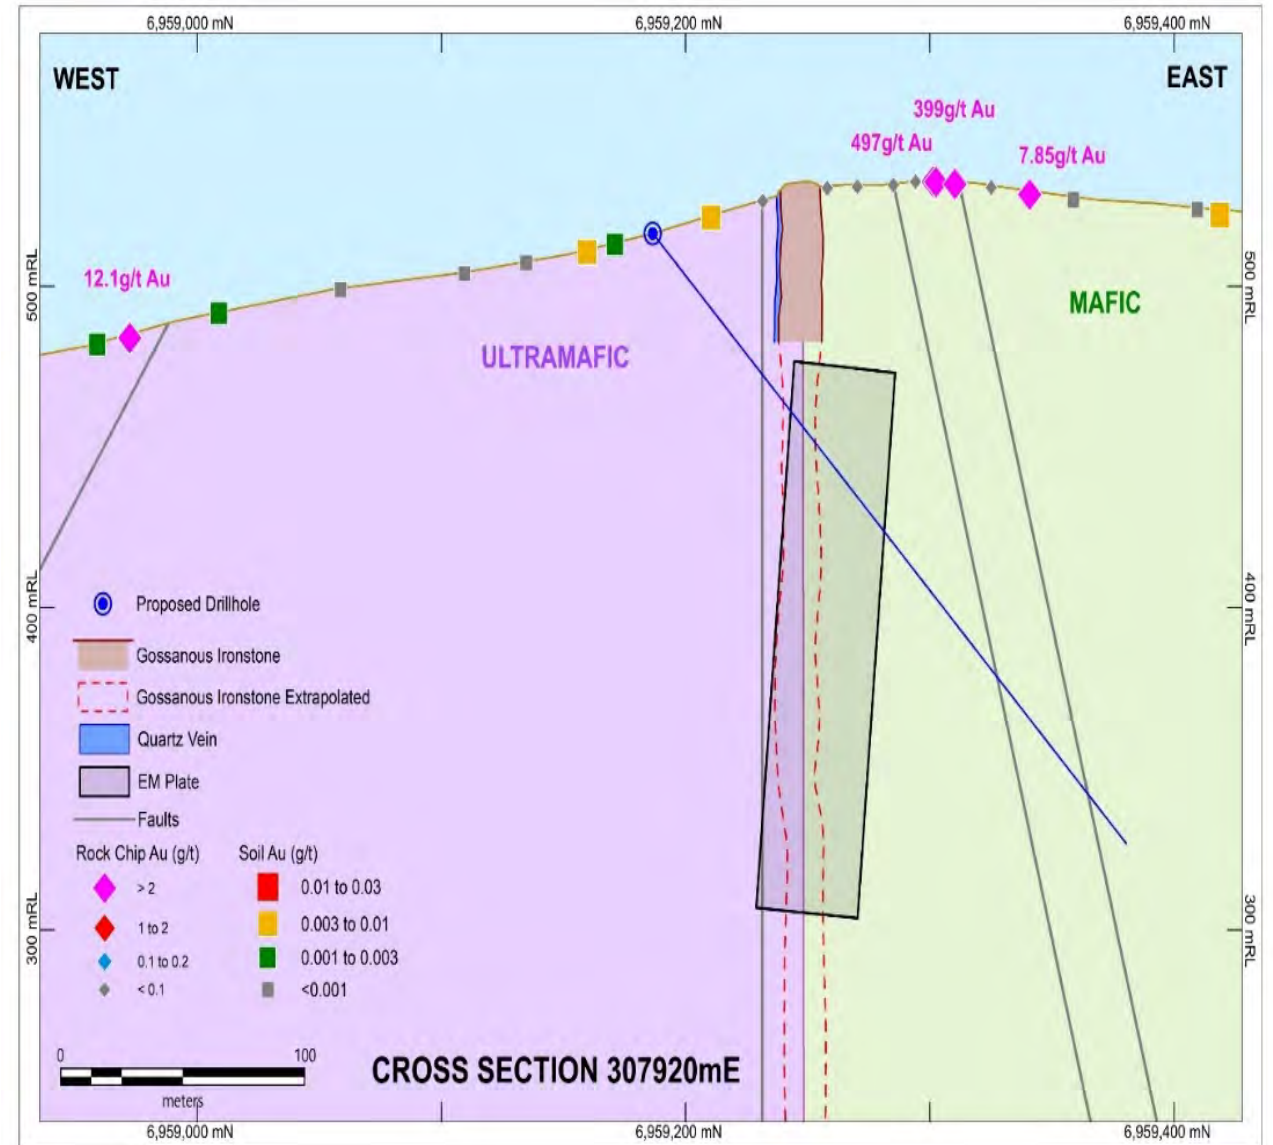 6,959,000 mN 6,959,200 mN 6,959,400 mN
WEST EAST
399g/t Au
497g/t Au
7.85g/t Au
12.1g/t Au
500 mRL 500 mRL
MAFIC
ULTRAMAFIC
400 mRL 400 mRL
Proposed Drillhole
Gossanous Ironstone
Gossanous Ironstone Extrapolated
Quartz Vein
EM Plate
Faults
Rock Chip Au (g/t) Soil Au (g/t)
> 2 0.01 to 0.03
1 to 2 0.003 to 0.01
0.1 to 0.2 0.001 to 0.003
< 0.1 <0.001
300 mRL 300 mRL
0 100
meters
CROSS SECTION 307920mE
6,959,000 mN 6,959,200 mN 6,959,400 mN